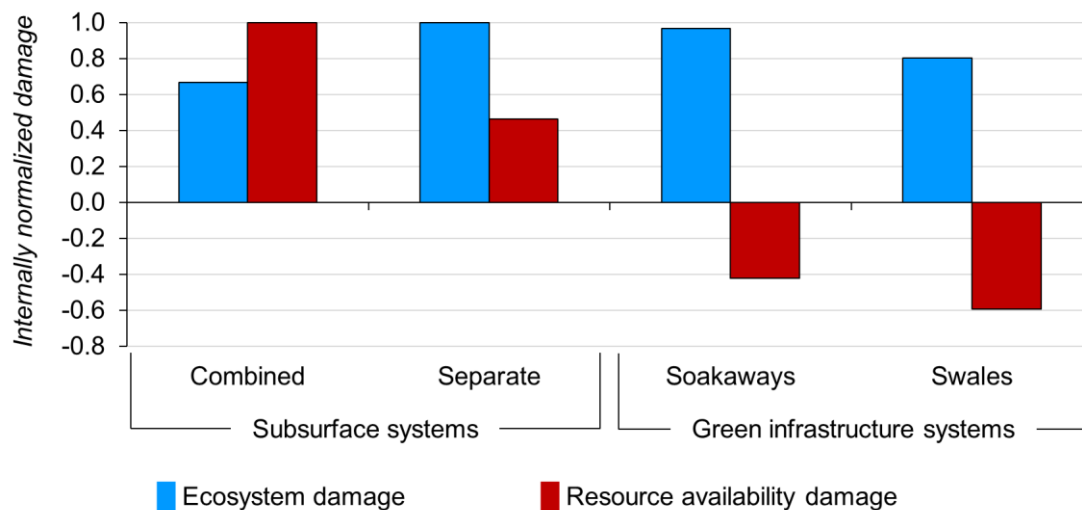 Internally normalized damage
1.0
0.8
0.6
0.4
0.2
0.0
-0.2
-0.4
-0.6
-0.8
Combined Separate Soakaways Swales
Subsurface systems Green infrastructure systems
Ecosystem damage Resource availability damage